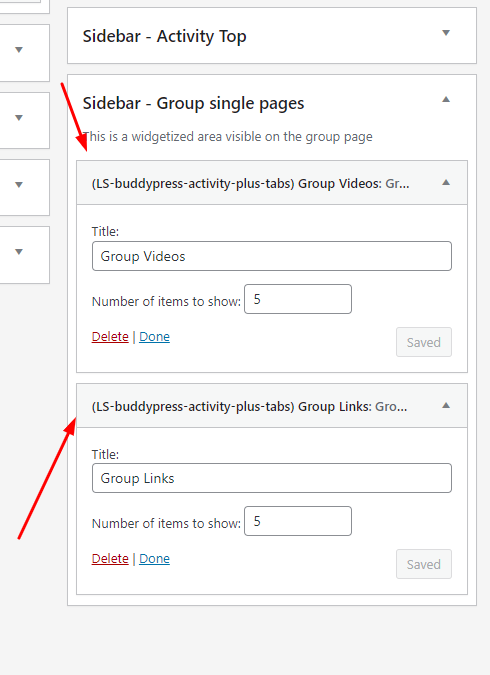 Sidebar - Activity Top
Sidebar - Group single pages
This is a widgetized area visible on the group page
(LS-buddypress-activity-plus-tabs) Group Videos: Gr...
Title:
Group Videos
Number of items to show: 5
Delete | Done
Saved
(LS-buddypress-activity-plus-tabs) Group Links: Gro...
Title:
Group Links
Number of items to show: 5
Delete | Done
Saved